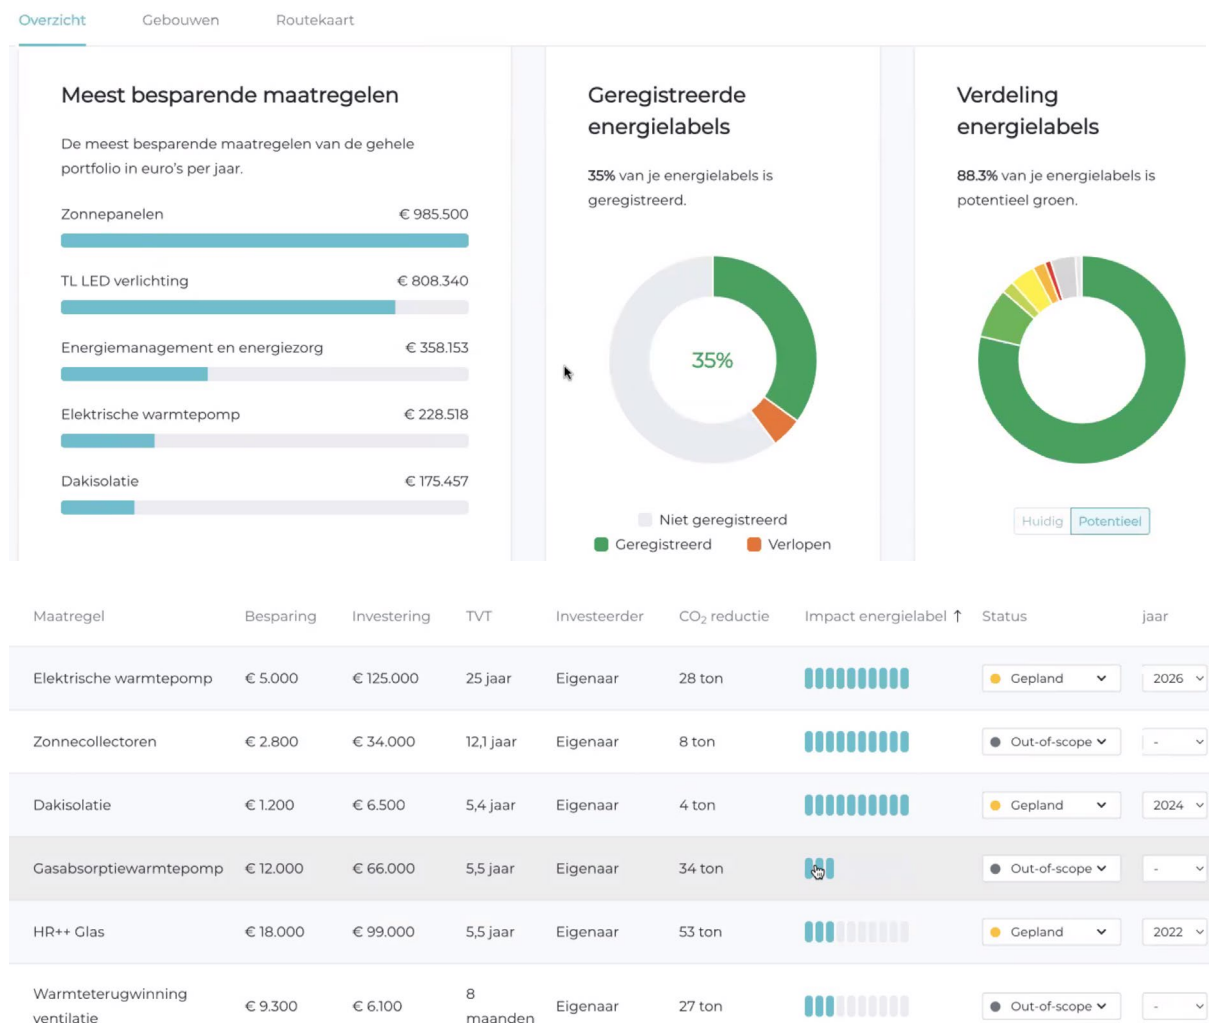 Overzicht Gebouwen Routekaart
Meest besparende maatregelen
De meest besparende maatregelen van de gehele
portfolio in euro's per jaar.
Zonnepanelen € 985.500
TL LED verlichting € 808.340
Energiemanagement en energiezorg € 358.153
Elektrische warmtepomp € 228.518
Dakisolatie € 175.457
Geregistreerde
energielabels
35% van je energielabels is
geregistreerd.
35%
Niet geregistreerd
Geregistreerd Verlopen
Verdeling
energielabels
88.3% van je energielabels is
potentieel groen.
Huidig Potentieel
Maatregel Besparing Investering TVT Investeerder CO₂ reductie Impact energielabel ↑ Status jaar
Elektrische warmtepomp € 5.000 € 125.000 25 jaar Eigenaar 28 ton Gepland 2026
Zonnecollectoren € 2.800 € 34.000 12,1 jaar Eigenaar 8 ton Out-of-scope -
Dakisolatie € 1.200 € 6.500 5,4 jaar Eigenaar 4 ton Gepland 2024
Gasabsorptiewarmtepomp € 12.000 € 66.000 5,5 jaar Eigenaar 34 ton Out-of-scope -
HR++ Glas € 18.000 € 99.000 5,5 jaar Eigenaar 53 ton Gepland 2022
Warmteterugwinning
ventilatie € 9.300 € 6.100 8 maanden Eigenaar 27 ton Out-of-scope -